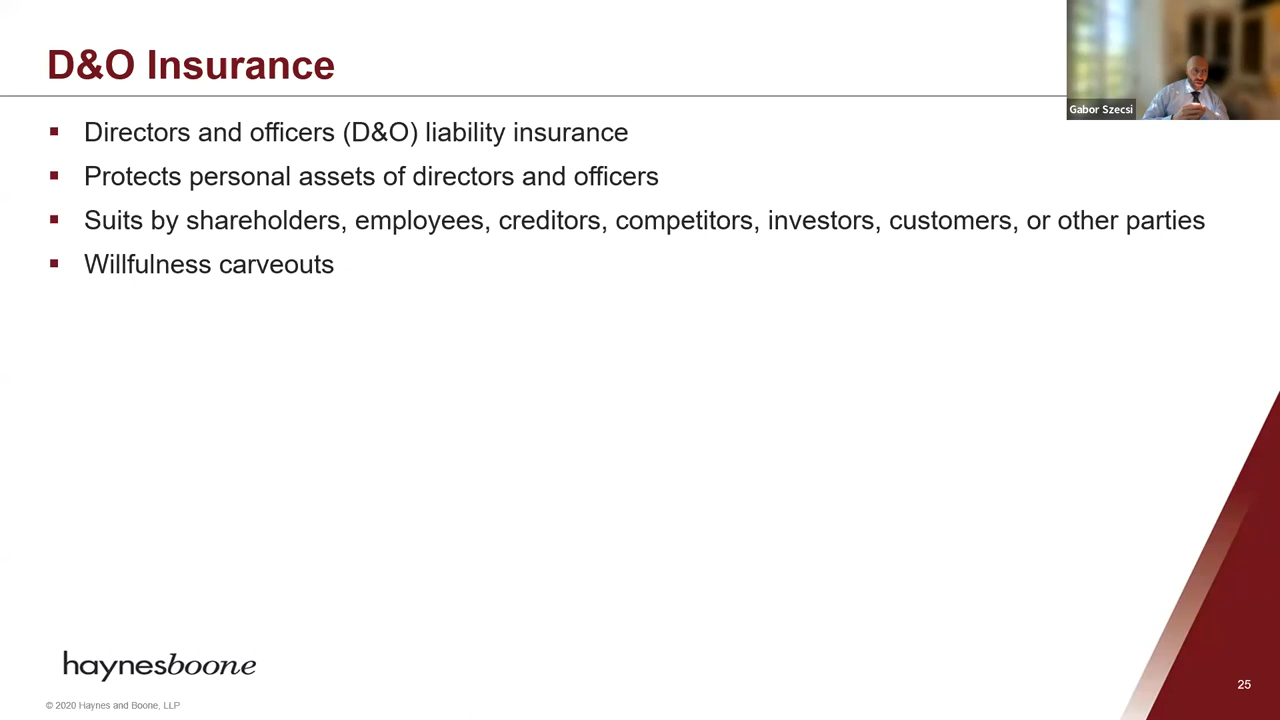 D&O Insurance
Gabor Szecsi
Directors and officers (D&O) liability insurance
Protects personal assets of directors and officers
Suits by shareholders, employees, creditors, competitors, investors, customers, or other parties
Willfulness carveouts
haynesboone
25
© 2020 Haynes and Boone, LLP